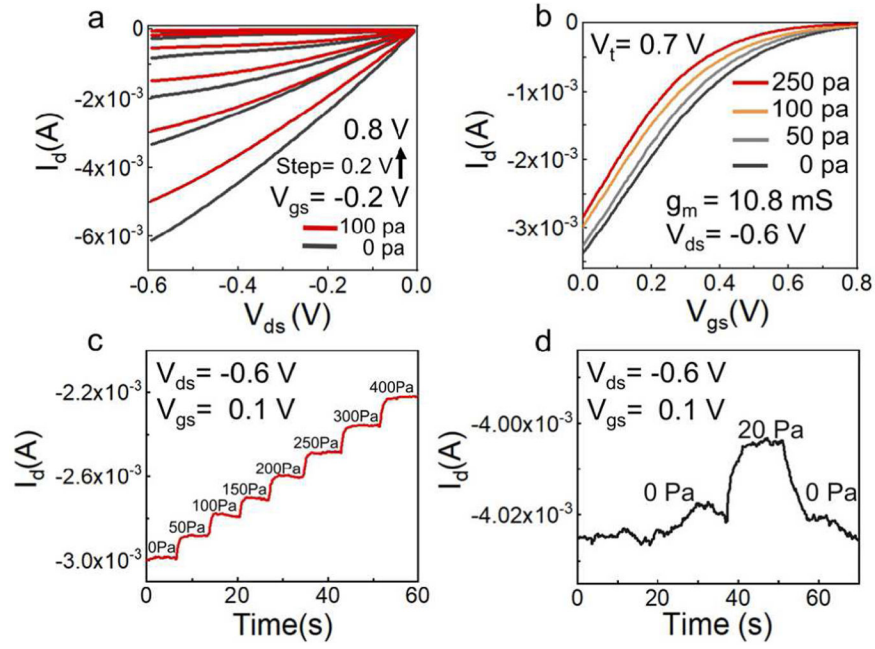 a
0
-2x10⁻³
-4x10⁻³
-6x10⁻³
I_d(A)
0.8 V
Step= 0.2 V
V_gs= -0.2 V
100 pa
0 pa
-0.6
-0.4
-0.2
0.0
V_ds (V)
b
0
-1x10⁻³
-2x10⁻³
-3x10⁻³
I_d(A)
V_t= 0.7 V
250 pa
100 pa
50 pa
0 pa
g_m = 10.8 mS
V_ds= -0.6 V
0.0
0.2
0.4
0.6
0.8
V_gs(V)
c
V_ds= -0.6 V
V_gs= 0.1 V
-2.2x10⁻³
-2.6x10⁻³
-3.0x10⁻³
I_d(A)
0Pa
50Pa
100Pa
150Pa
200Pa
250Pa
300Pa
400Pa
0
20
40
60
Time(s)
d
V_ds= -0.6 V
V_gs= 0.1 V
-4.00x10⁻³
-4.02x10⁻³
I_d(A)
0 Pa
20 Pa
0 Pa
0
20
40
60
Time (s)